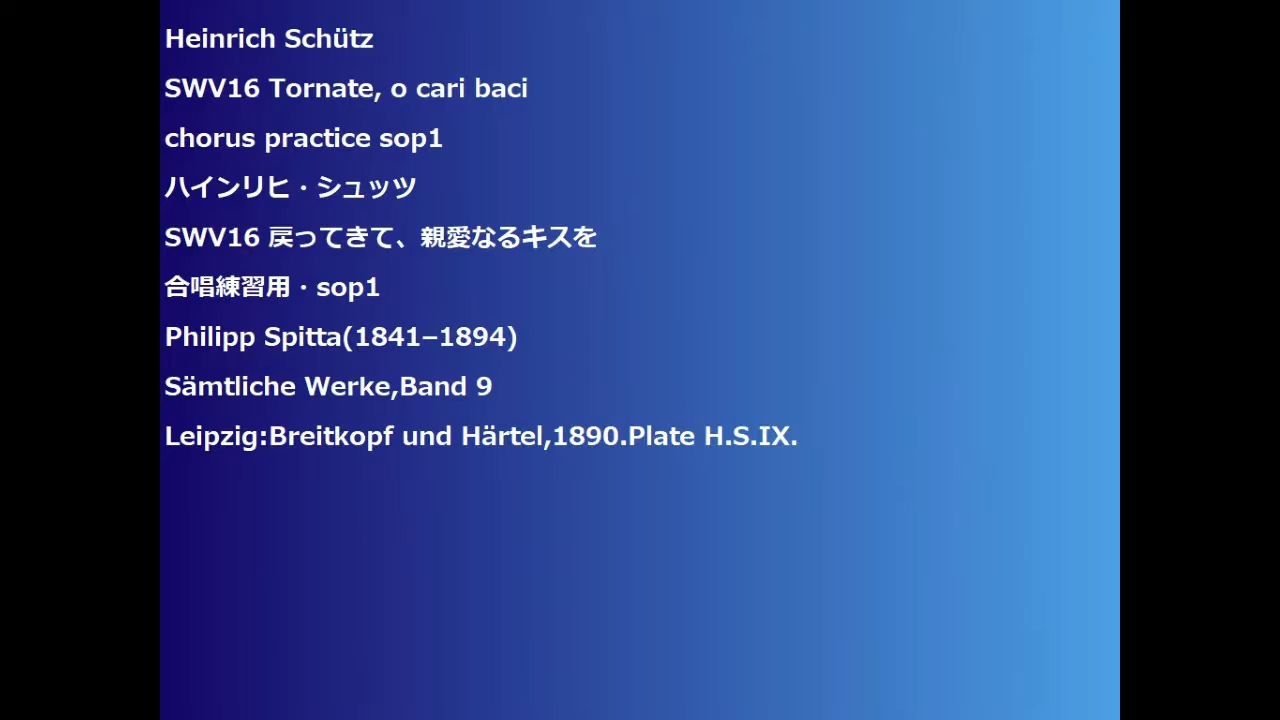 Heinrich Schütz
SWV16 Tornate, o cari baci
chorus practice sop1
ハインリヒ・シュッツ
SWV16 戻ってきて、親愛なるキスを
合唱練習用・sop1
Philipp Spitta(1841–1894)
Sämtliche Werke,Band 9
Leipzig:Breitkopf und Härtel,1890.Plate H.S.IX.